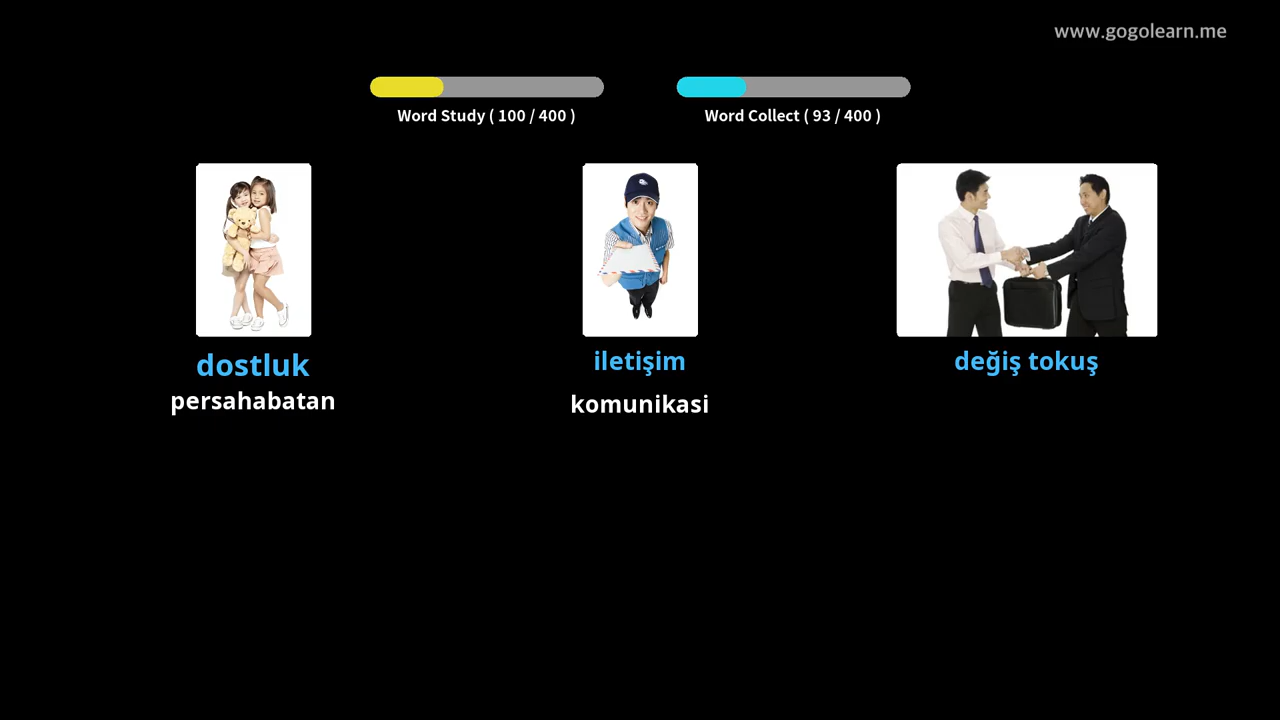 www.gogolearn.me
Word Study ( 100 / 400 )
Word Collect ( 93 / 400 )
dostluk
persahabatan
iletişim
komunikasi
değiş tokuş